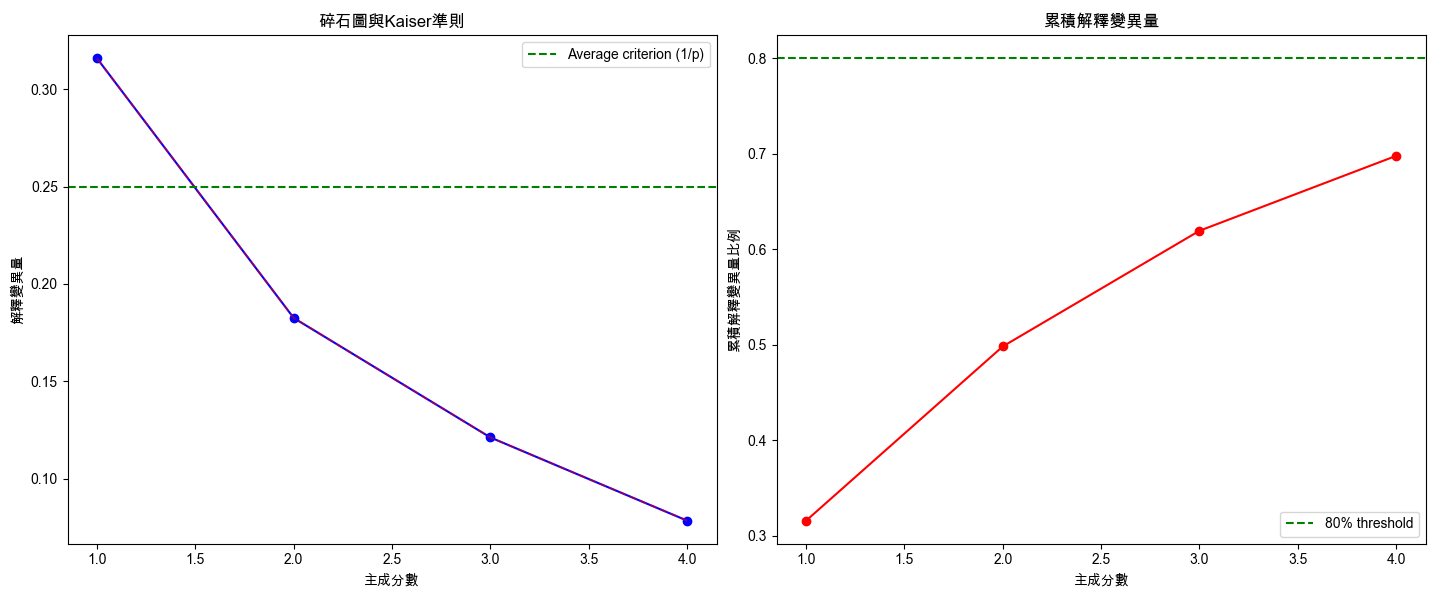 碎石圖與Kaiser準則
Average criterion (1/p)
0.30
0.25
0.20
0.15
0.10
解釋變異量
1.0 1.5 2.0 2.5 3.0 3.5 4.0
主成分數
累積解釋變異量
0.8
0.7
0.6
0.5
0.4
0.3
累積解釋變異量比例
80% threshold
1.0 1.5 2.0 2.5 3.0 3.5 4.0
主成分數